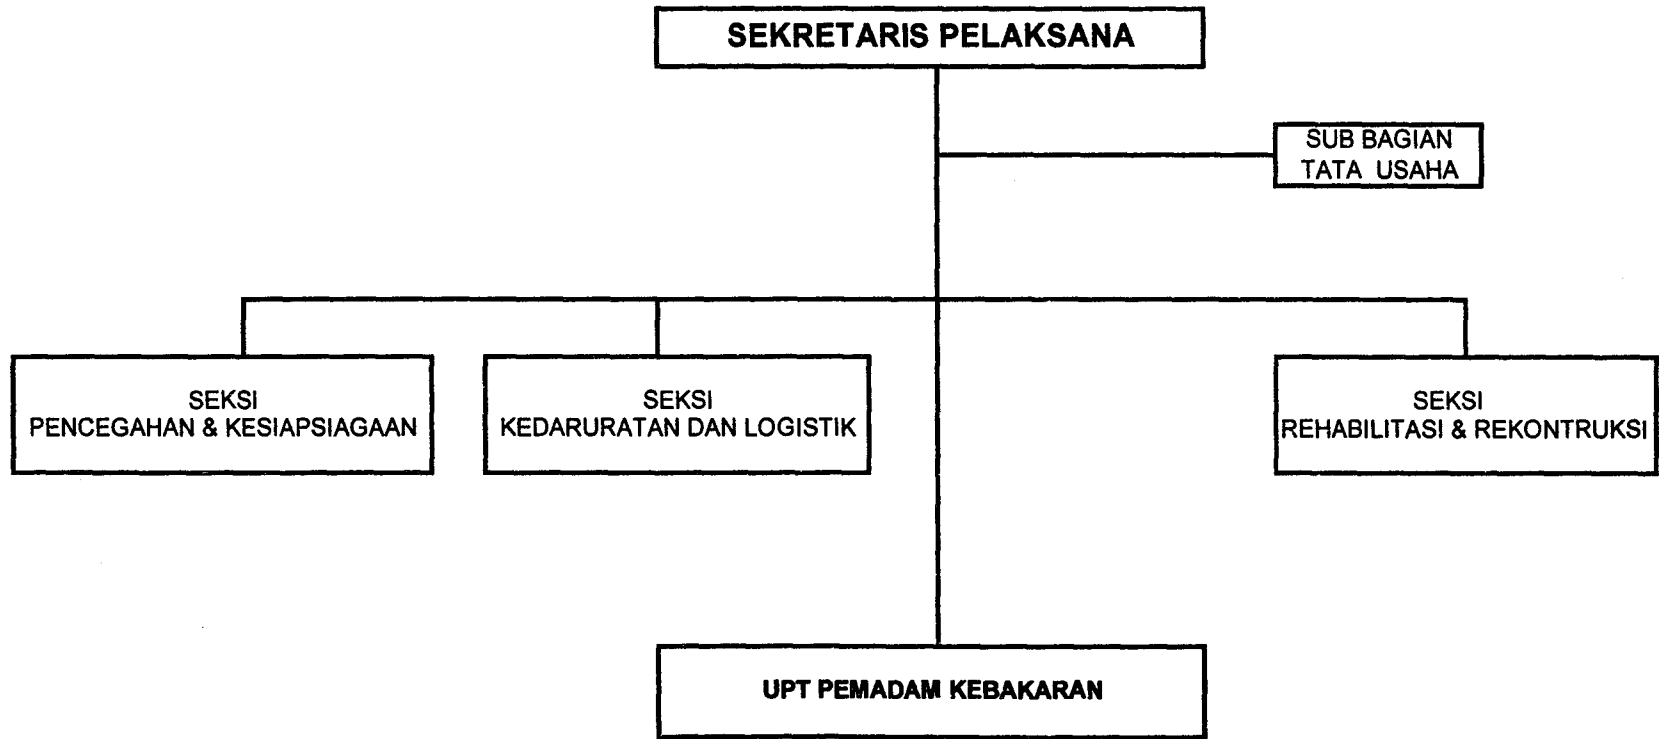 SEKRETARIS PELAKSANA
SUB BAGIAN
TATA USAHA
SEKSI
PENCEGAHAN & KESIAPSIAGAAN
SEKSI
KEDARURATAN DAN LOGISTIK
SEKSI
REHABILITASI & REKONTRUKSI
UPT PEMADAM KEBAKARAN